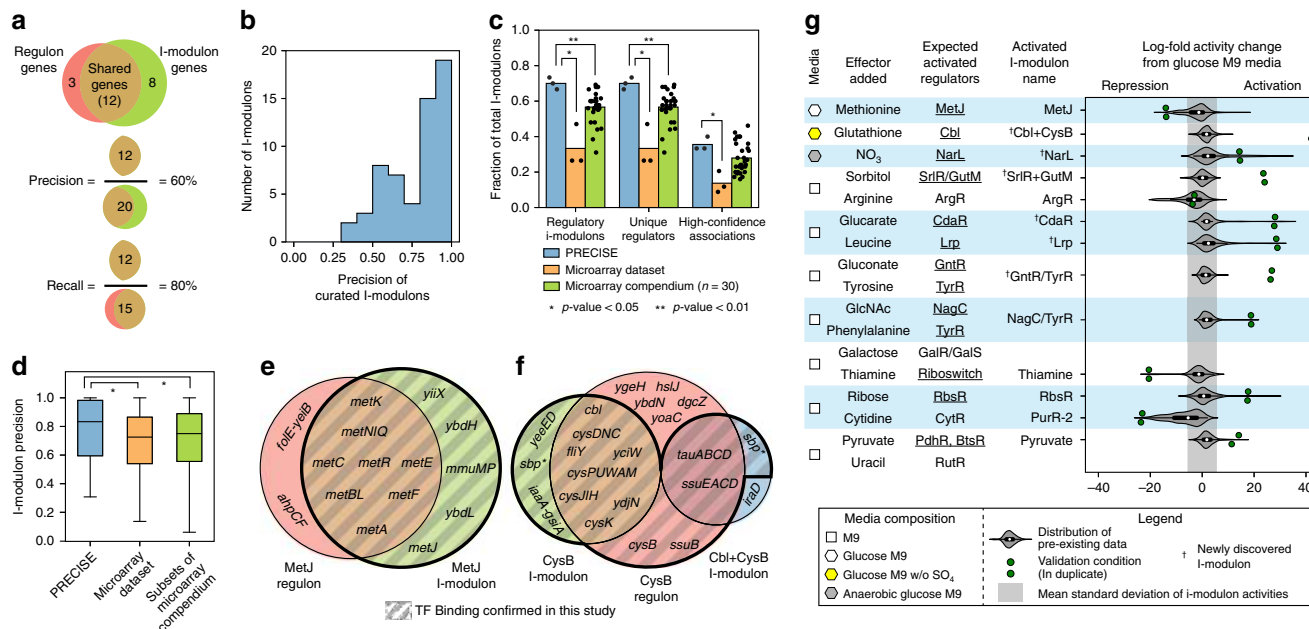 a
Regulon
genes
I-modulon
genes
3
Shared
genes
(12)
8
12
Precision =
= 60%
20
12
Recall =
= 80%
15
b
Number of I-modulons
20
15
10
5
0
0.25
0.50
0.75
1.00
Precision of
curated I-modulons
c
Fraction of total I-modulons
1.0
0.8
0.6
0.4
0.2
0.0
**
*
**
*
*
Regulatory
i-modulons
Unique
regulators
High-confidence
associations
PRECISE
Microarray dataset
Microarray compendium (n = 30)
* p-value < 0.05 ** p-value < 0.01
d
I-modulon precision
1.0
0.8
0.6
0.4
0.2
0.0
*
*
PRECISE
Microarray
dataset
Subsets of
microarray
compendium
e
folE-yeiB
ahpCF
metK
metNIQ
metC
metR
metE
metBL
metF
metA
yiiX
ybdH
mmuMP
ybdL
metJ
MetJ
regulon
MetJ
I-modulon
TF Binding confirmed in this study
f
ygeH
hslJ
ybdN
dgcZ
yoaC
yeeED
sbp*
iaaA-gsiA
cbl
cysDNC
fliY
yciW
cysPUWAM
cysJIH
ydjN
cysK
tauABCD
ssuEACD
sbp*
iraD
cysB
ssuB
CysB
I-modulon
CysB
regulon
Cbl+CysB
I-modulon
g
Media
Effector
added
Expected
activated
regulators
Activated
I-modulon
name
Log-fold activity change
from glucose M9 media
Repression
Activation
Methionine MetJ MetJ
Glutathione Cbl †Cbl+CysB
NO3 NarL †NarL
Sorbitol SrlR/GutM †SrlR+GutM
Arginine ArgR ArgR
Glucarate CdaR †CdaR
Leucine Lrp †Lrp
Gluconate GntR
†GntR/TyrR
Tyrosine TyrR
GlcNAc NagC
NagC/TyrR
Phenylalanine TyrR
Galactose GalR/GalS
Thiamine Riboswitch Thiamine
Ribose RbsR RbsR
Cytidine CytR PurR-2
Pyruvate PdhR, BtsR Pyruvate
Uracil RutR
−40
−20
0
20
40
Media composition
M9
Glucose M9
Glucose M9 w/o SO4
Anaerobic glucose M9
Legend
Distribution of
pre-existing data
Validation condition
(In duplicate)
† Newly discovered
I-modulon
Mean standard deviation of i-modulon activities